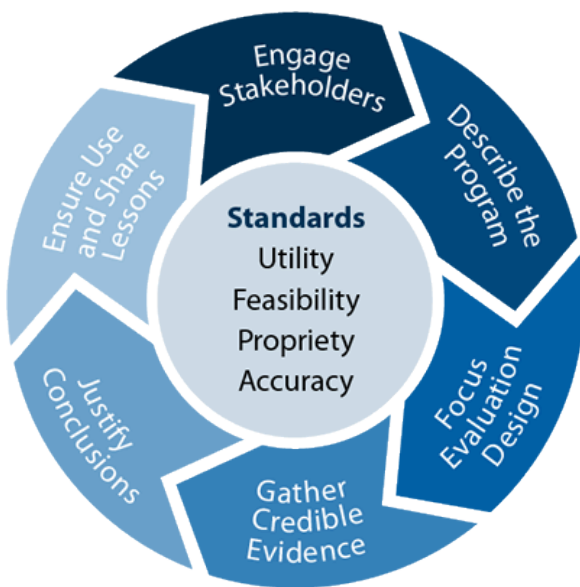 Engage
Stakeholders
Describe the
Program
Focus
Evaluation
Design
Gather
Credible
Evidence
Justify
Conclusions
Ensure Use
and Share
Lessons
Standards
Utility
Feasibility
Propriety
Accuracy